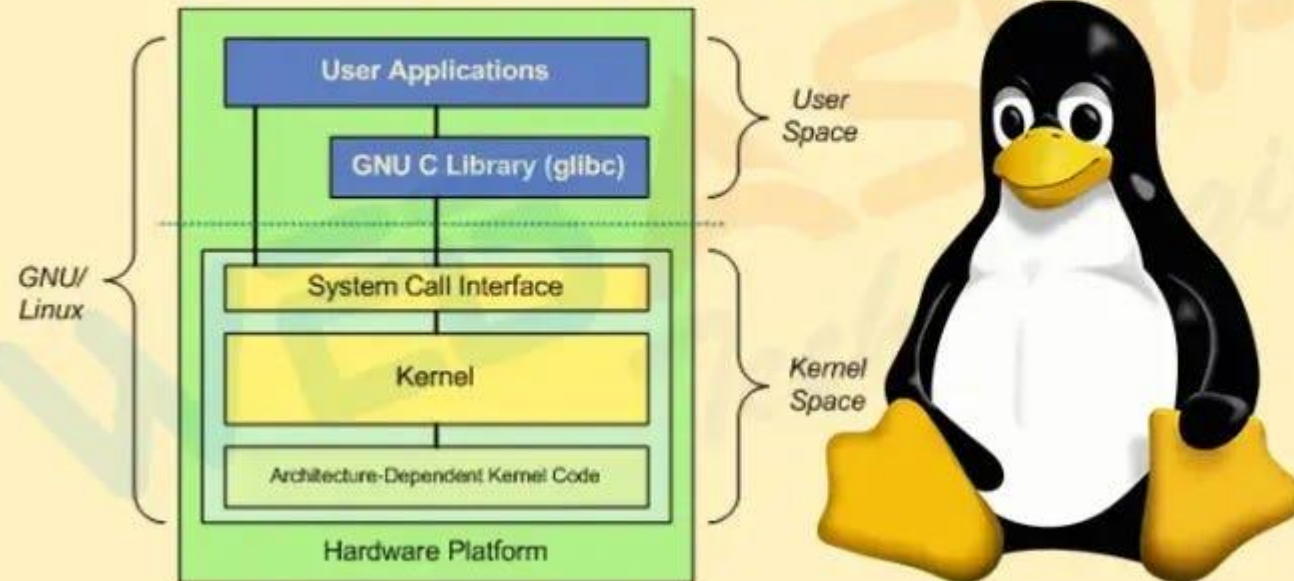 User Applications
GNU C Library (glibc)
User
Space
GNU/
Linux
System Call Interface
Kernel
Kernel
Space
Architecture-Dependent Kernel Code
Hardware Platform